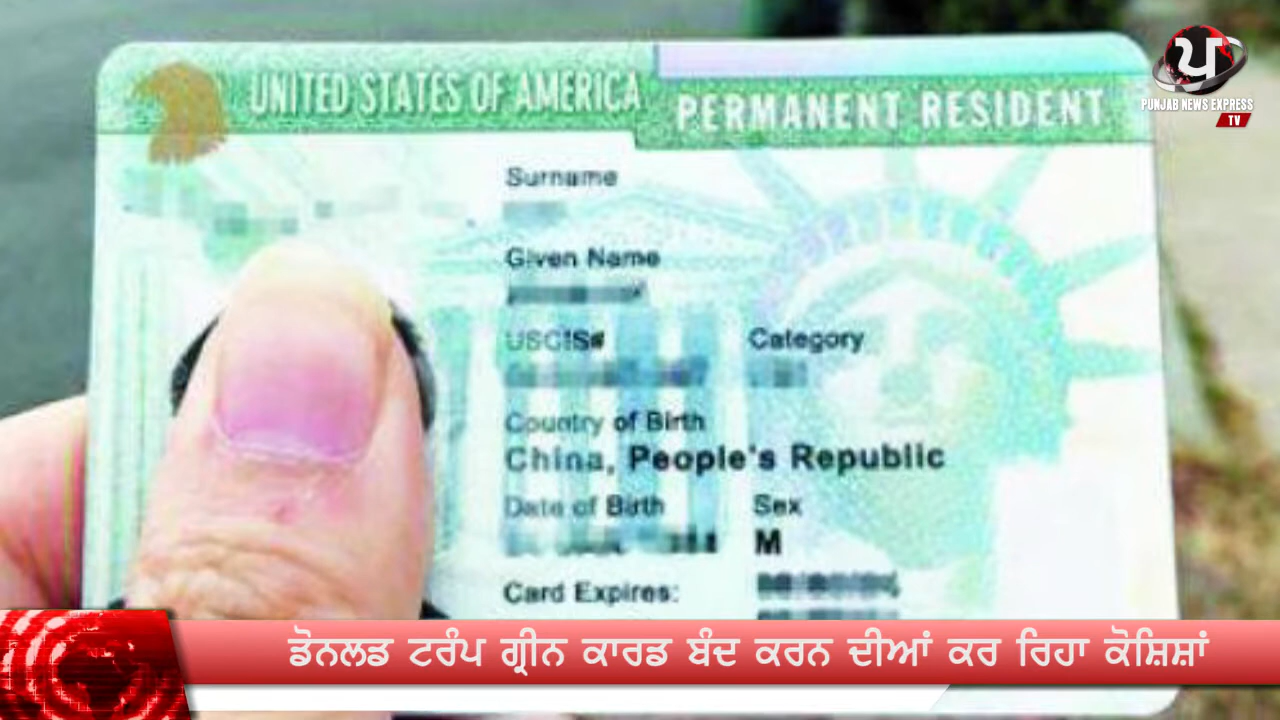 UNITED STATES OF AMERICA
PERMANENT RESIDENT
ਪ
PUNJAB NEWS EXPRESS
TV
Surname
Given Name
USCIS#
Category
Country of Birth
China, People's Republic
Date of Birth
Sex
M
Card Expires:
ਡੋਨਲਡ ਟਰੰਪ ਗ੍ਰੀਨ ਕਾਰਡ ਬੰਦ ਕਰਨ ਦੀਆਂ ਕਰ ਰਿਹਾ ਕੋਸ਼ਿਸ਼ਾਂ